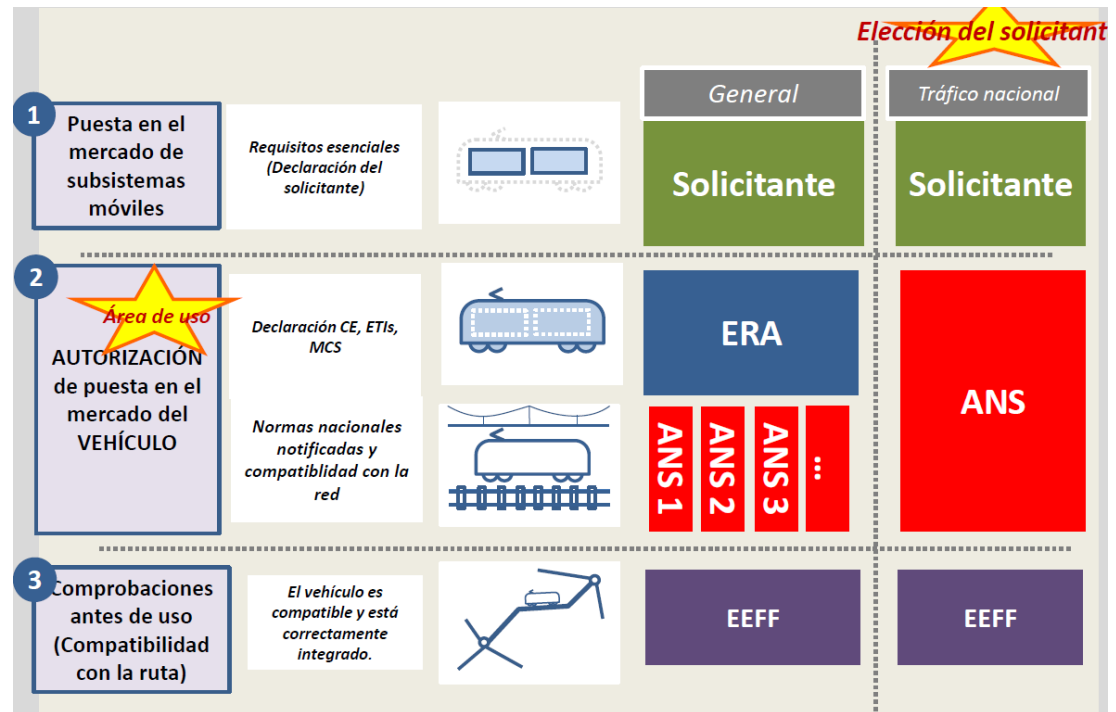 Elección del solicitant
General
Tráfico nacional
1
Puesta en el
mercado de
subsistemas
móviles
Requisitos esenciales
(Declaración del
solicitante)
Solicitante
Solicitante
2
Área de uso
AUTORIZACIÓN
de puesta en el
mercado del
VEHÍCULO
Declaración CE, ETIs,
MCS
ERA
ANS
Normas nacionales
notificadas y
compatiblidad con la
red
ANS 1
ANS 2
ANS 3
...
3
Comprobaciones
antes de uso
(Compatibilidad
con la ruta)
El vehículo es
compatible y está
correctamente
integrado.
EEFF
EEFF